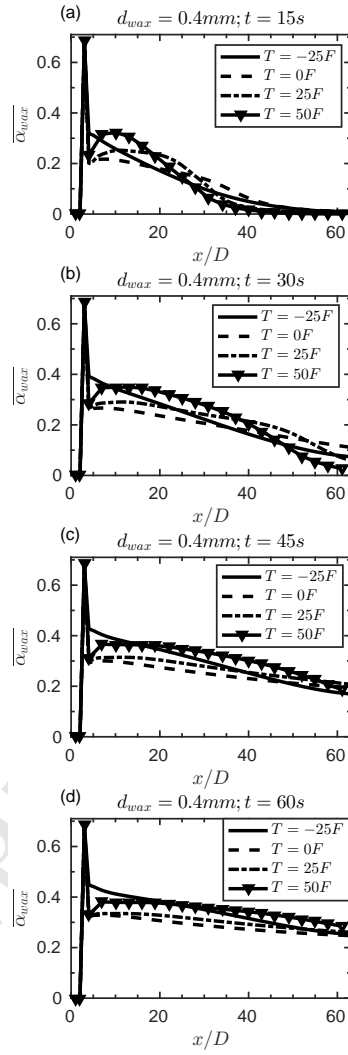 (a)
d_wax = 0.4mm; t = 15s
0.6
0.4
0.2
0
α_wax
T = −25F
T = 0F
T = 25F
T = 50F
0 20 40 60
x/D
(b)
d_wax = 0.4mm; t = 30s
0.6
0.4
0.2
0
α_wax
T = −25F
T = 0F
T = 25F
T = 50F
0 20 40 60
x/D
(c)
d_wax = 0.4mm; t = 45s
0.6
0.4
0.2
0
α_wax
T = −25F
T = 0F
T = 25F
T = 50F
0 20 40 60
x/D
(d)
d_wax = 0.4mm; t = 60s
0.6
0.4
0.2
0
α_wax
T = −25F
T = 0F
T = 25F
T = 50F
0 20 40 60
x/D